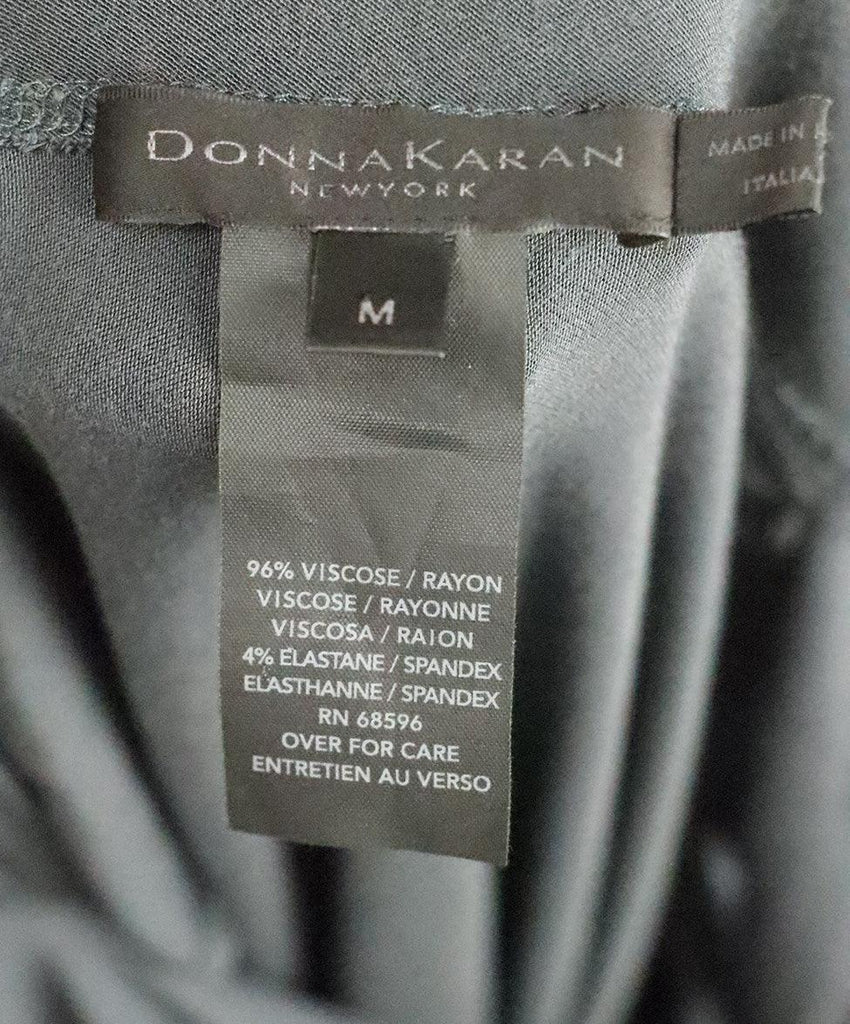 DONNAKARAN
NEWYORK
MADE IN
ITALIA
M
96% VISCOSE / RAYON
VISCOSE / RAYONNE
VISCOSA / RAION
4% ELASTANE / SPANDEX
ELASTHANNE / SPANDEX
RN 68596
OVER FOR CARE
ENTRETIEN AU VERSO